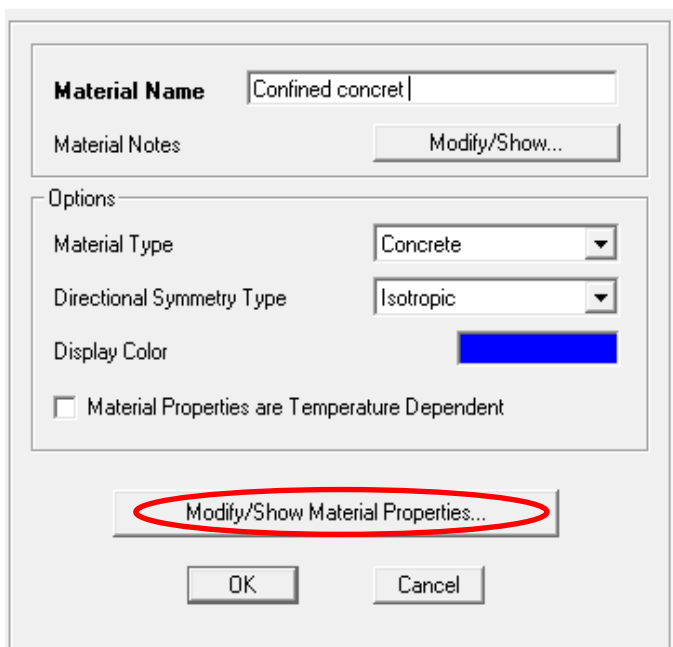 Material Name Confined concret
Material Notes Modify/Show...
Options
Material Type Concrete
Directional Symmetry Type Isotropic
Display Color
Material Properties are Temperature Dependent
Modify/Show Material Properties...
OK Cancel